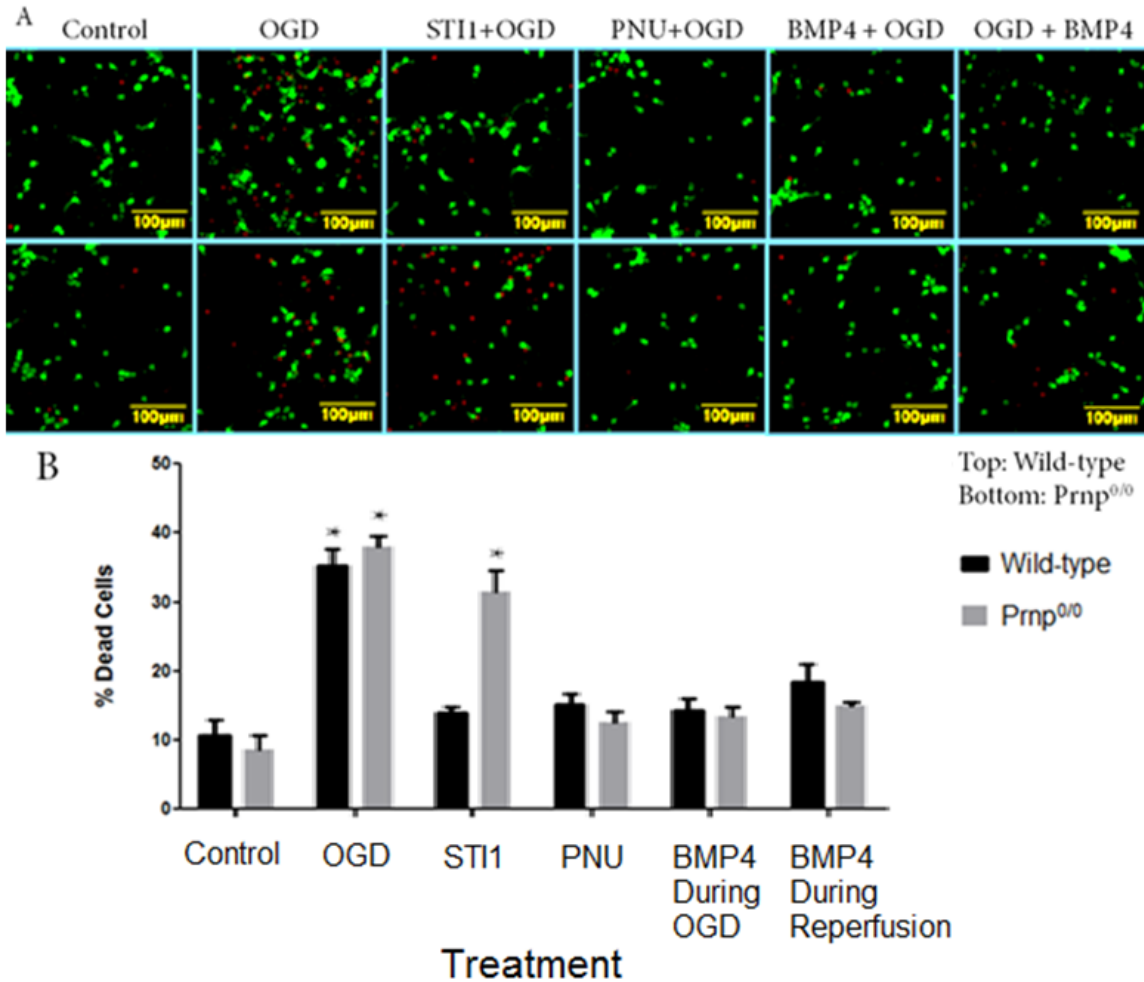 A
Control OGD STI1+OGD PNU+OGD BMP4 + OGD OGD + BMP4
100µm 100µm 100µm 100µm 100µm 100µm
100µm 100µm 100µm 100µm 100µm 100µm
B
Top: Wild-type
Bottom: Prnp0/0
Wild-type
Prnp0/0
% Dead Cells
50
40
30
20
10
0
* * *
Control OGD STI1 PNU BMP4 During OGD BMP4 During Reperfusion
Treatment